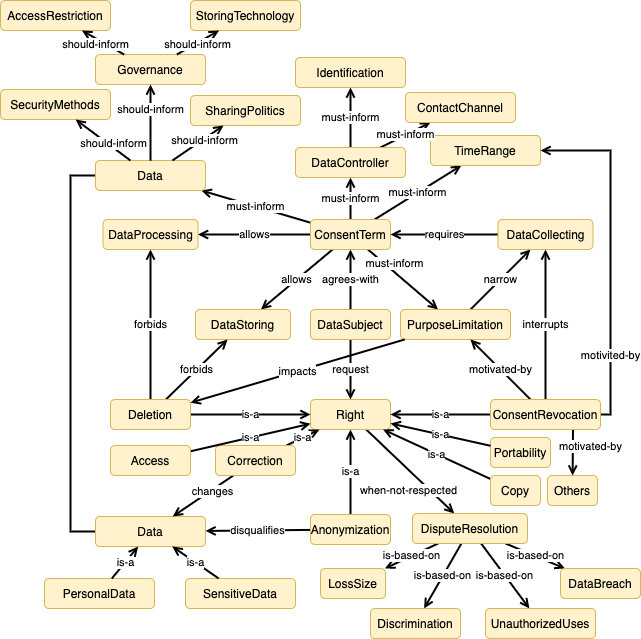 AccessRestriction
StoringTechnology
should-inform
should-inform
Governance
Identification
SecurityMethods
should-inform
SharingPolitics
ContactChannel
must-inform
should-inform
should-inform
must-inform
TimeRange
Data
DataController
must-inform
must-inform
must-inform
DataProcessing
allows
ConsentTerm
requires
DataCollecting
must-inform
allows
agrees-with
narrow
forbids
DataStoring
DataSubject
PurposeLimitation
interrupts
motivited-by
forbids
impacts
request
motivated-by
Deletion
is-a
Right
is-a
ConsentRevocation
is-a
is-a
is-a
motivated-by
Access
Correction
is-a
Portability
is-a
changes
when-not-respected
Copy
Others
Data
disqualifies
Anonymization
DisputeResolution
is-a
is-a
is-based-on
is-based-on
is-based-on
is-based-on
PersonalData
SensitiveData
LossSize
DataBreach
Discrimination
UnauthorizedUses